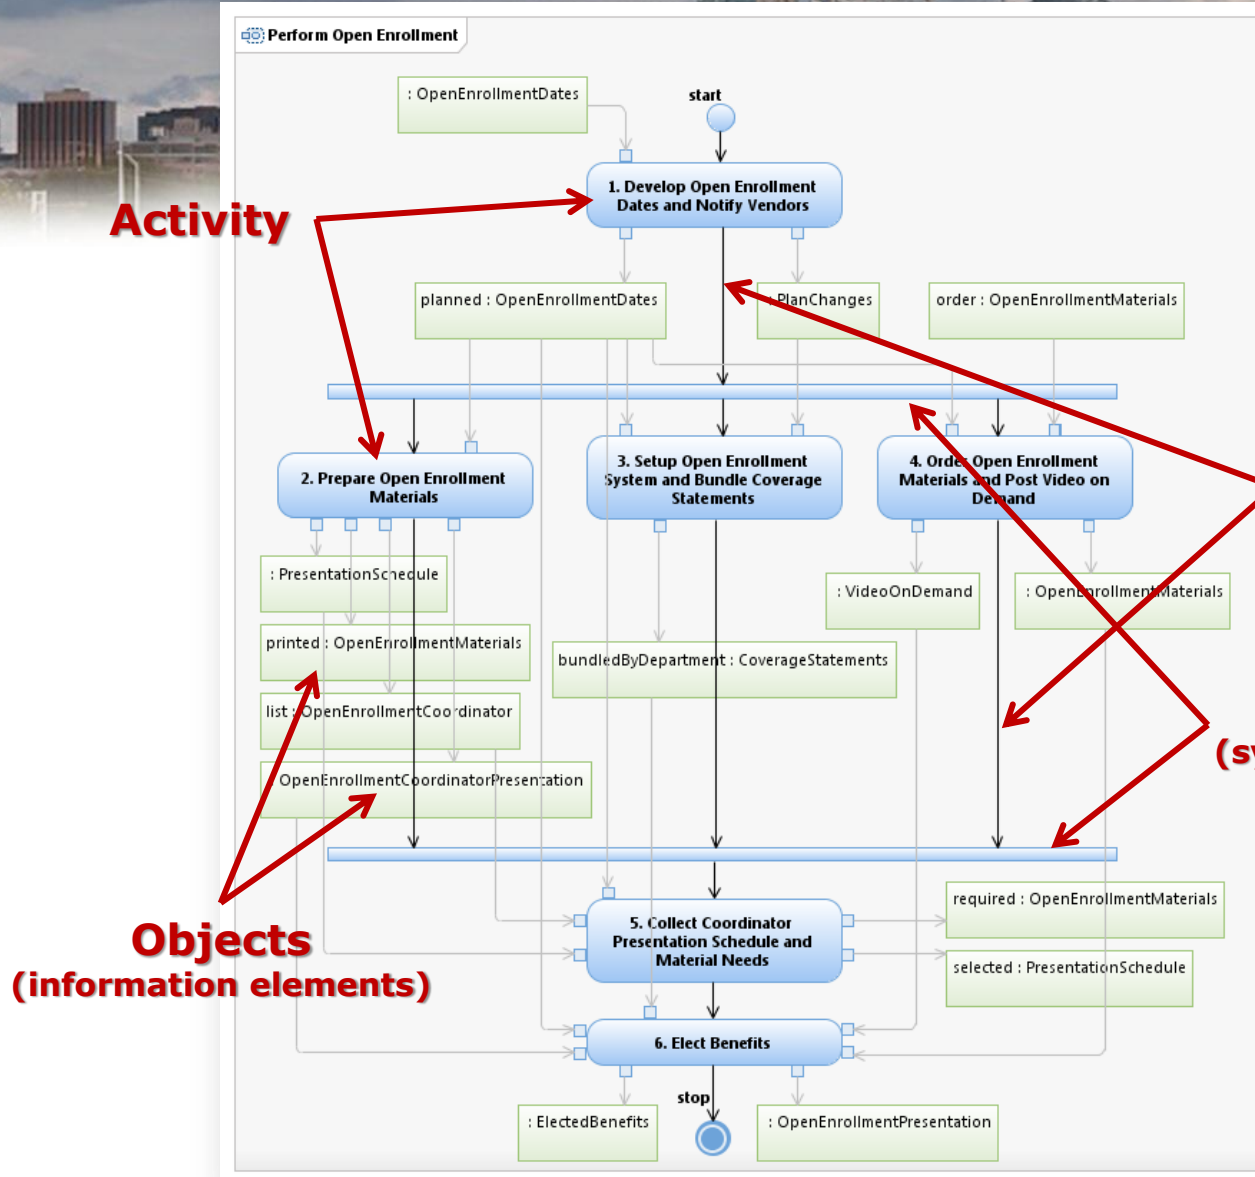 Perform Open Enrollment
: OpenEnrollmentDates
start
1. Develop Open Enrollment
Dates and Notify Vendors
Activity
planned : OpenEnrollmentDates
: PlanChanges
order : OpenEnrollmentMaterials
2. Prepare Open Enrollment
Materials
3. Setup Open Enrollment
System and Bundle Coverage
Statements
4. Order Open Enrollment
Materials and Post Video on
Demand
: PresentationSchedule
: VideoOnDemand
: OpenEnrollmentMaterials
printed : OpenEnrollmentMaterials
bundledByDepartment : CoverageStatements
list : OpenEnrollmentCoordinator
OpenEnrollmentCoordinatorPresentation
required : OpenEnrollmentMaterials
5. Collect Coordinator
Presentation Schedule and
Material Needs
selected : PresentationSchedule
Objects
(information elements)
6. Elect Benefits
stop
: ElectedBenefits
: OpenEnrollmentPresentation